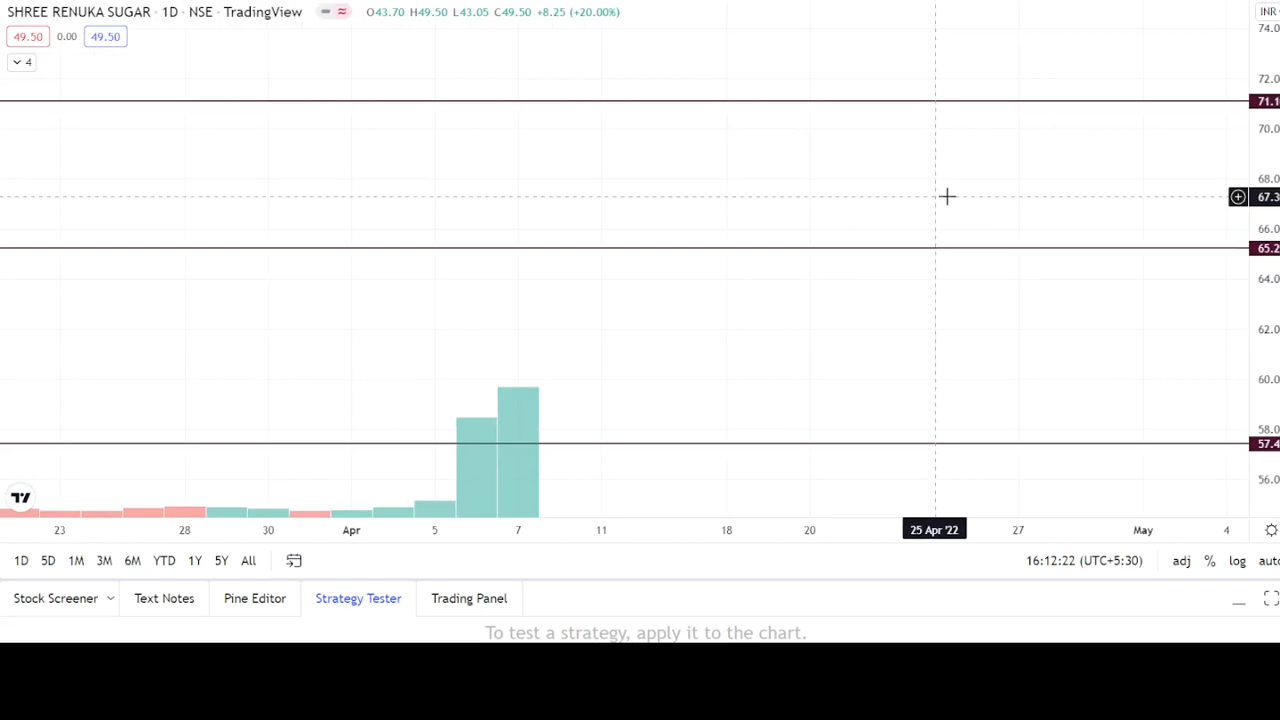 SHREE RENUKA SUGAR · 1D · NSE · TradingView O43.70 H49.50 L43.05 C49.50 +8.25 (+20.00%) INR
49.50 0.00 49.50
4
74.0
72.0
71.1
70.0
68.0
67.3
66.0
65.2
64.0
62.0
60.0
58.0
57.4
56.0
23 28 30 Apr 5 7 11 18 20 25 Apr '22 27 May 4
1D 5D 1M 3M 6M YTD 1Y 5Y All 16:12:22 (UTC+5:30) adj % log auto
Stock Screener Text Notes Pine Editor Strategy Tester Trading Panel
To test a strategy, apply it to the chart.